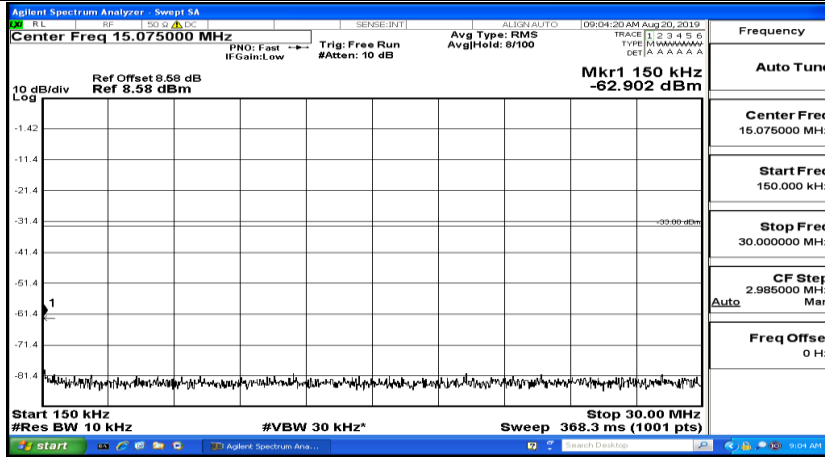 Agilent Spectrum Analyzer - Swept SA
LXI RL RF 50 Ω DC SENSE:INT ALIGN AUTO 09:04:20 AM Aug 20, 2019
Center Freq 15.075000 MHz
PNO: Fast
IFGain:Low
Trig: Free Run
#Atten: 10 dB
Avg Type: RMS
Avg|Hold: 8/100
TRACE 1 2 3 4 5 6
TYPE MWWWWW
DET A A A A A A
Ref Offset 8.58 dB
Ref 8.58 dBm
10 dB/div
Log
Mkr1 150 kHz
-62.902 dBm
-1.42
-11.4
-21.4
-31.4
-33.00 dBm
-41.4
-51.4
1
-61.4
-71.4
-81.4
Start 150 kHz
Stop 30.00 MHz
#Res BW 10 kHz
#VBW 30 kHz*
Sweep 368.3 ms (1001 pts)
Frequency
Auto Tune
Center Freq
15.075000 MHz
Start Freq
150.000 kHz
Stop Freq
30.000000 MHz
CF Step
2.985000 MHz
Auto Man
Freq Offset
0 Hz
start
Agilent Spectrum Ana...
Search Desktop
9:04 AM